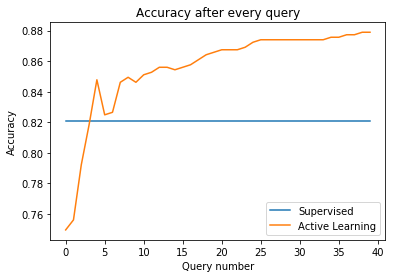 Accuracy after every query
0.88
0.86
0.84
0.82
0.80
0.78
0.76
Accuracy
Supervised
Active Learning
0 5 10 15 20 25 30 35 40
Query number